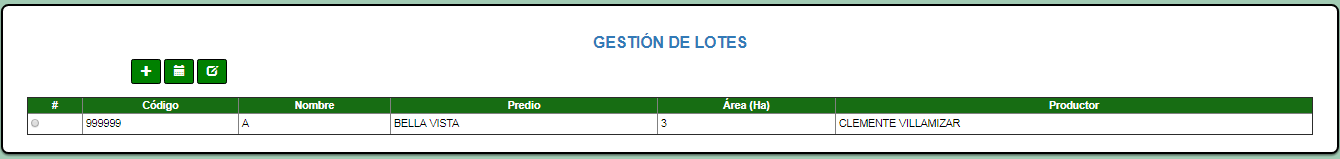 GESTIÓN DE LOTES
# Código Nombre Predio Área (Ha) Productor
999999 A BELLA VISTA 3 CLEMENTE VILLAMIZAR